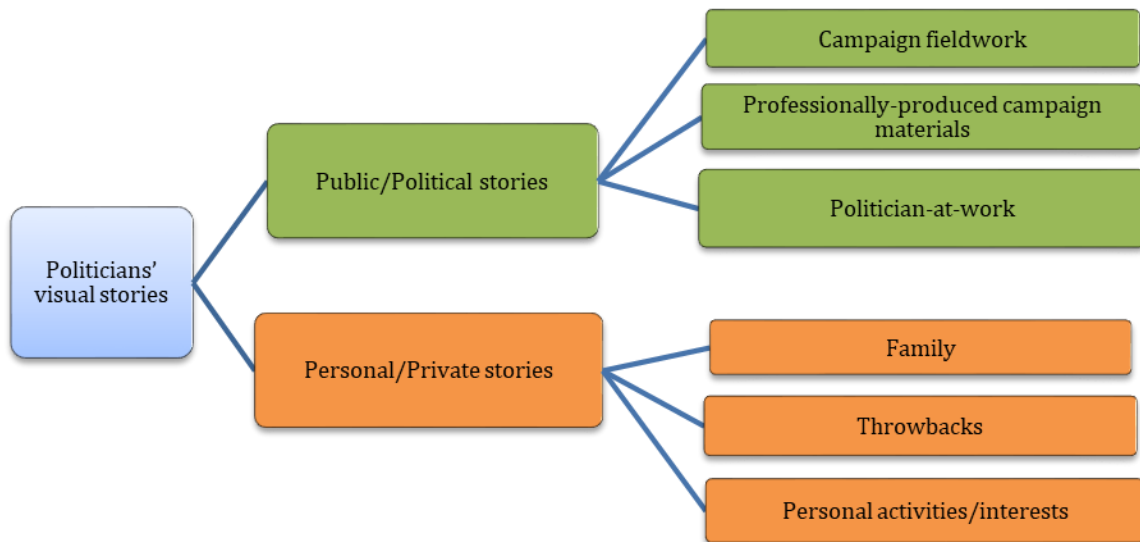 Politicians'
visual stories
Public/Political stories
Campaign fieldwork
Professionally-produced campaign
materials
Politician-at-work
Personal/Private stories
Family
Throwbacks
Personal activities/interests